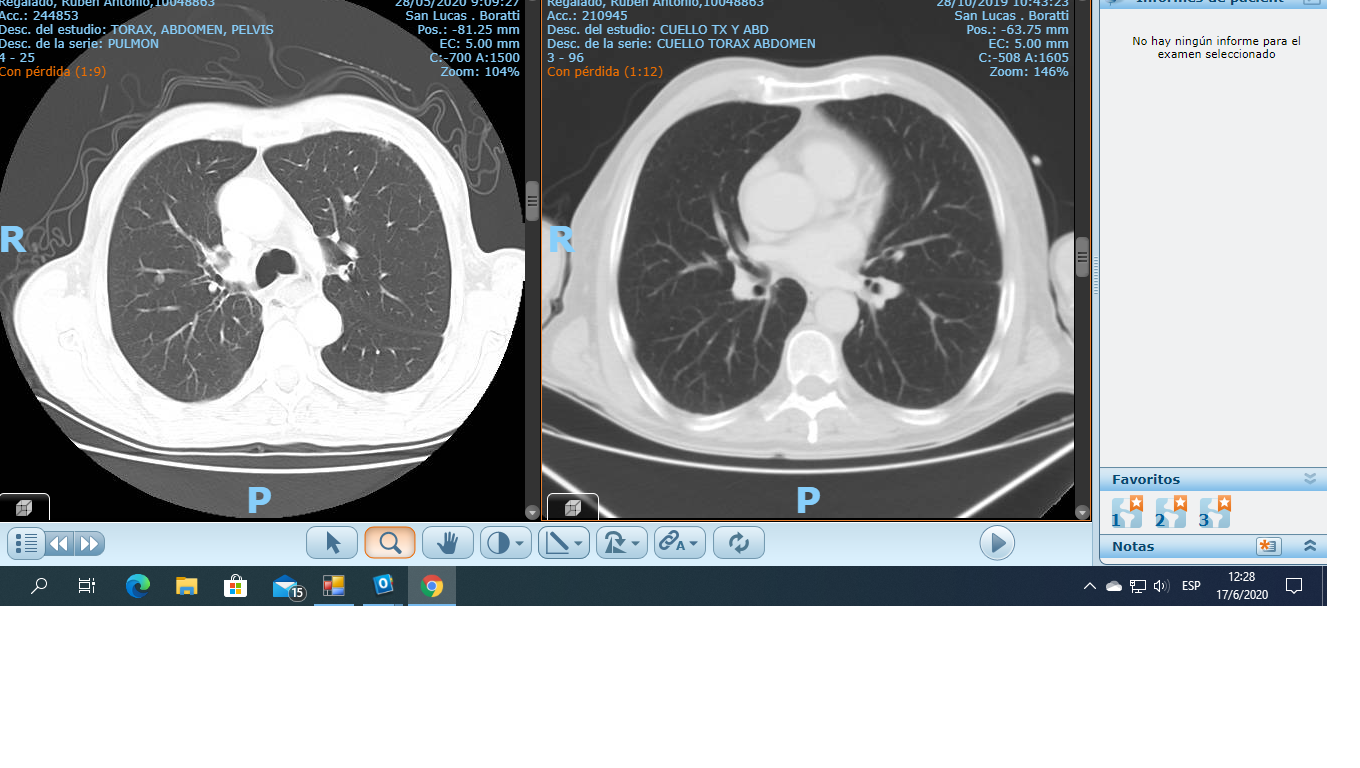 Regalado, Ruben Antonio,10048863
28/05/2020 9:09:27
Acc.: 244853
San Lucas . Boratti
Desc. del estudio: TORAX, ABDOMEN, PELVIS
Pos.: -81.25 mm
Desc. de la serie: PULMON
EC: 5.00 mm
4 - 25
C:-700 A:1500
Con pérdida (1:9)
Zoom: 104%
R
P
Regalado, Ruben Antonio,10048863
28/10/2019 10:43:23
Acc.: 210945
San Lucas . Boratti
Desc. del estudio: CUELLO TX Y ABD
Pos.: -63.75 mm
Desc. de la serie: CUELLO TORAX ABDOMEN
EC: 5.00 mm
3 - 96
C:-508 A:1605
Con pérdida (1:12)
Zoom: 146%
R
P
Informes de pacient
No hay ningún informe para el
examen seleccionado
Favoritos
1 2 3
Notas
A
15
O
ESP
12:28
17/6/2020